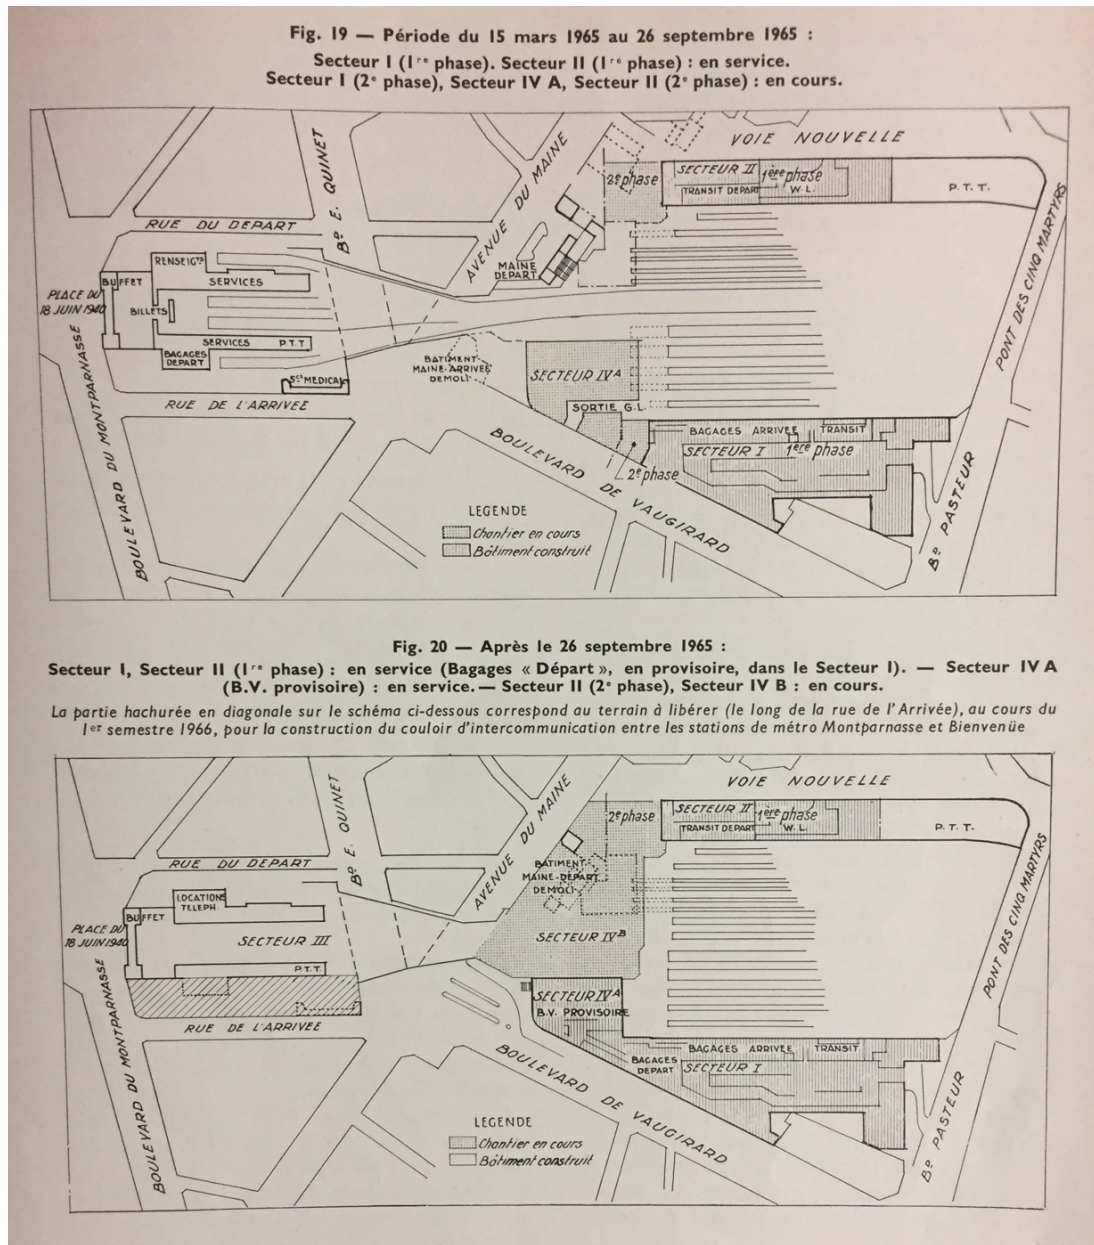 Fig. 19 — Période du 15 mars 1965 au 26 septembre 1965 :
Secteur I (1re phase). Secteur II (1re phase) : en service.
Secteur I (2e phase), Secteur IV A, Secteur II (2e phase) : en cours.
VOIE NOUVELLE
Bd E. QUINET
AVENUE DU MAINE
2e phase
SECTEUR II
1ère phase
TRANSIT DEPART
W.L.
P.T.T.
RUE DU DEPART
RENSEIGts
MAINE
DEPART
BUFFET
SERVICES
PLACE DU
18 JUIN 1940
BILLETS
PONT DES CINQ MARTYRS
SERVICES
P.T.T
BAGAGES
DEPART
BATIMENT
MAINE-ARRIVEE
DEMOLI
SECTEUR IV A
Sce MEDICAL
RUE DE L'ARRIVEE
SORTIE G.L.
BAGAGES ARRIVEE
TRANSIT
SECTEUR I
1ère phase
2e phase
BOULEVARD DU MONTPARNASSE
BOULEVARD DE VAUGIRARD
Bd PASTEUR
LEGENDE
Chantier en cours
Bâtiment construit
Fig. 20 — Après le 26 septembre 1965 :
Secteur I, Secteur II (1re phase) : en service (Bagages « Départ », en provisoire, dans le Secteur I). — Secteur IV A
(B.V. provisoire) : en service. — Secteur II (2e phase), Secteur IV B : en cours.
La partie hachurée en diagonale sur le schéma ci-dessous correspond au terrain à libérer (le long de la rue de l'Arrivée), au cours du
1er semestre 1966, pour la construction du couloir d'intercommunication entre les stations de métro Montparnasse et Bienvenüe
VOIE NOUVELLE
Bd E. QUINET
AVENUE DU MAINE
2e phase
SECTEUR II
1ère phase
TRANSIT DEPART
W.L.
P.T.T.
RUE DU DEPART
BATIMENT
MAINE-DEPART
DEMOLI
LOCATIONS
TELEPH.
BUFFET
PLACE DU
18 JUIN 1940
SECTEUR III
SECTEUR IV B
PONT DES CINQ MARTYRS
P.T.T.
SECTEUR IV A
B.V. PROVISOIRE
RUE DE L'ARRIVEE
BAGAGES ARRIVEE
TRANSIT
BAGAGES
DEPART
SECTEUR I
BOULEVARD DU MONTPARNASSE
BOULEVARD DE VAUGIRARD
Bd PASTEUR
LEGENDE
Chantier en cours
Bâtiment construit